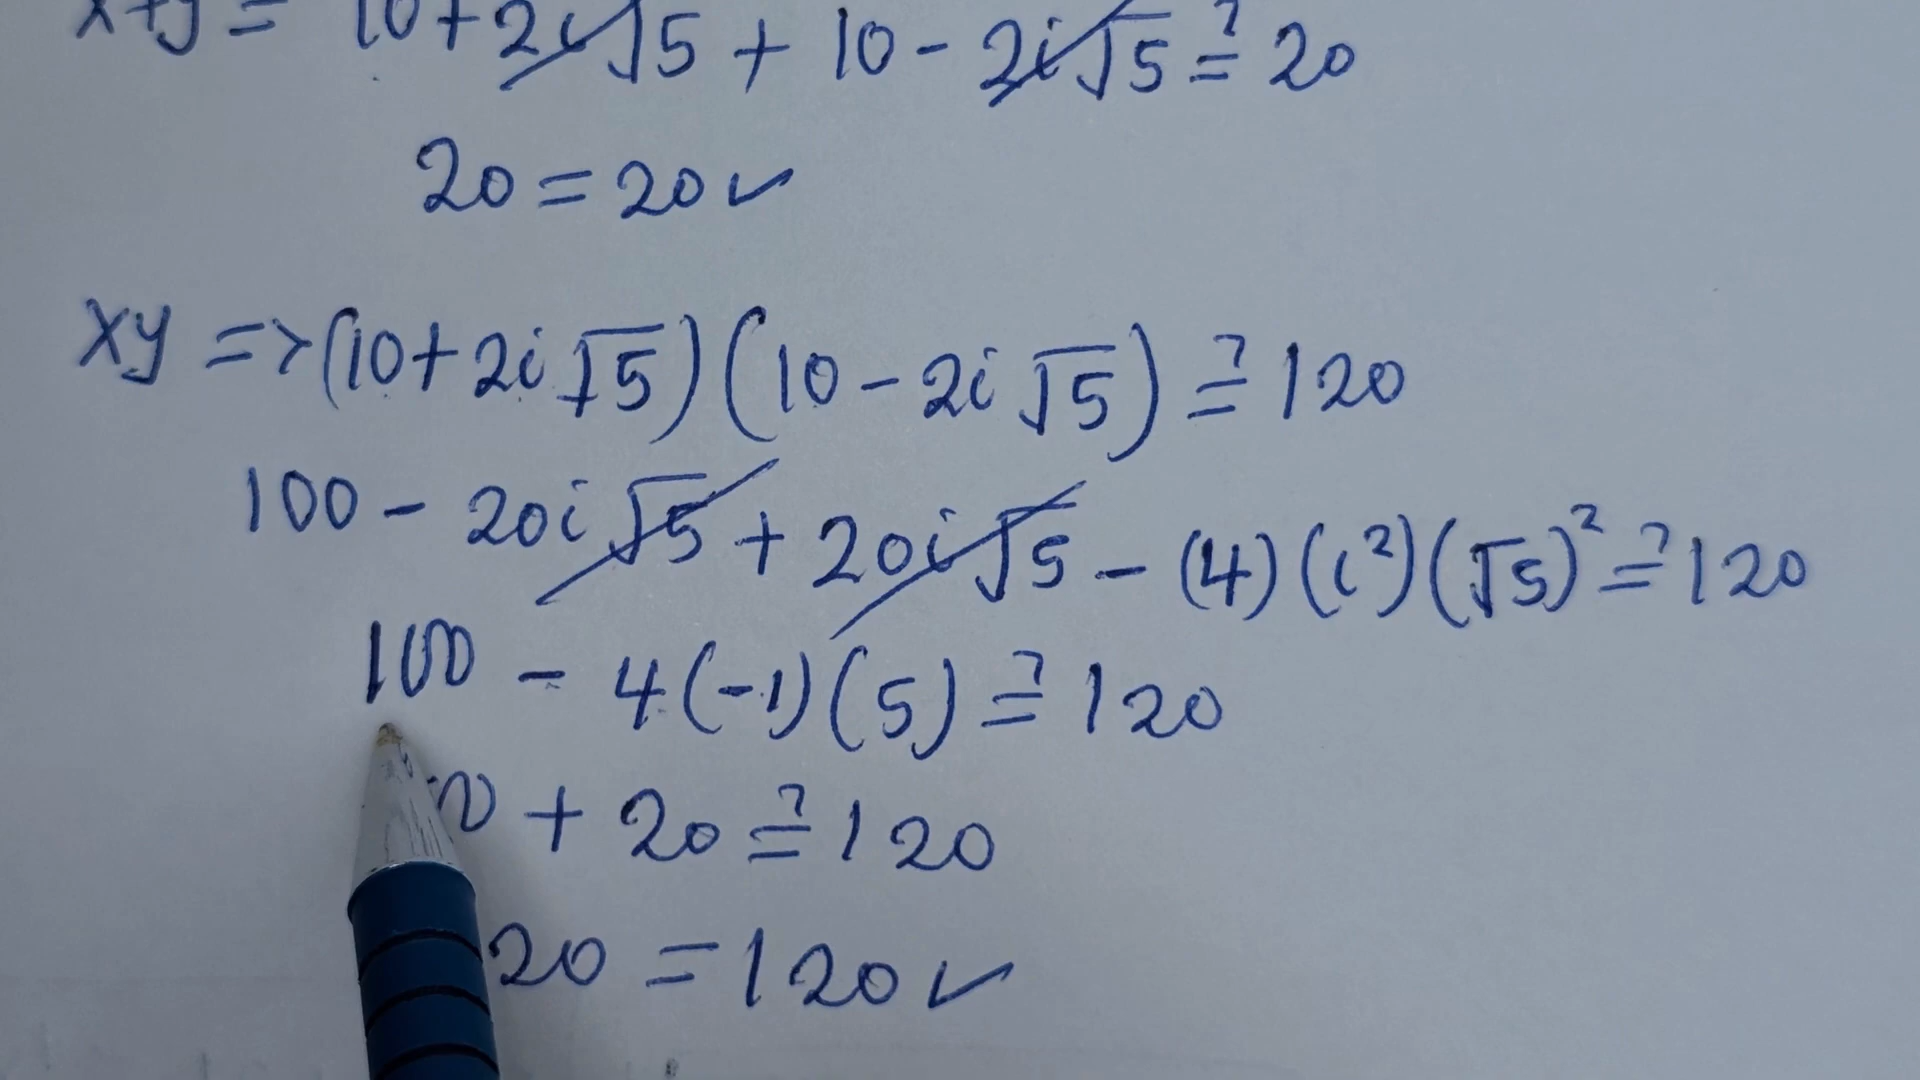 x+y = 10+2i√5 + 10 - 2i√5 ≟ 20
20 = 20 ✓
xy => (10+2i√5)(10-2i√5) ≟ 120
100 - 20i√5 + 20i√5 - (4)(i²)(√5)² ≟ 120
100 - 4(-1)(5) ≟ 120
+ 20 ≟ 120
20 = 120 ✓